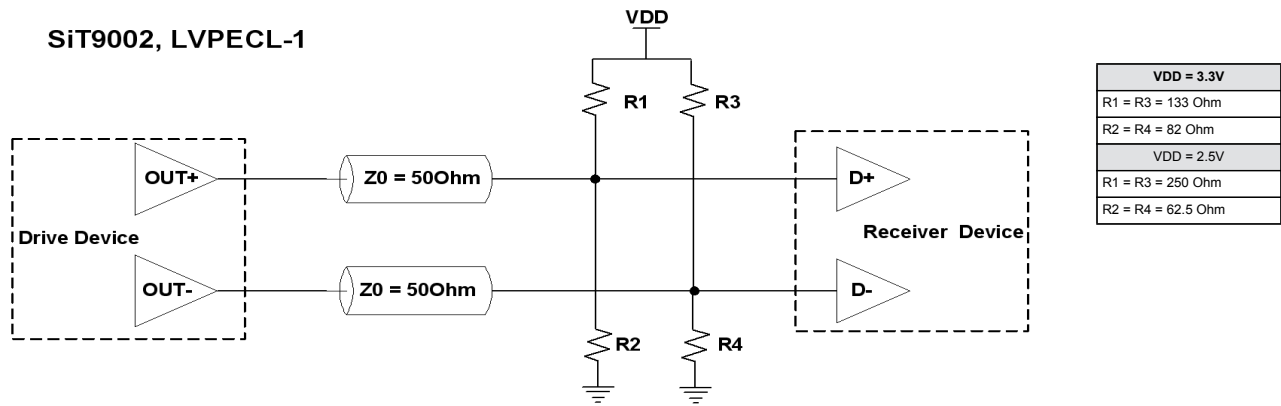 SiT9002, LVPECL-1
VDD
R1
R3
OUT+
Z0 = 50Ohm
D+
Drive Device
Receiver Device
OUT-
Z0 = 50Ohm
D-
R2
R4
VDD = 3.3V
R1 = R3 = 133 Ohm
R2 = R4 = 82 Ohm
VDD = 2.5V
R1 = R3 = 250 Ohm
R2 = R4 = 62.5 Ohm